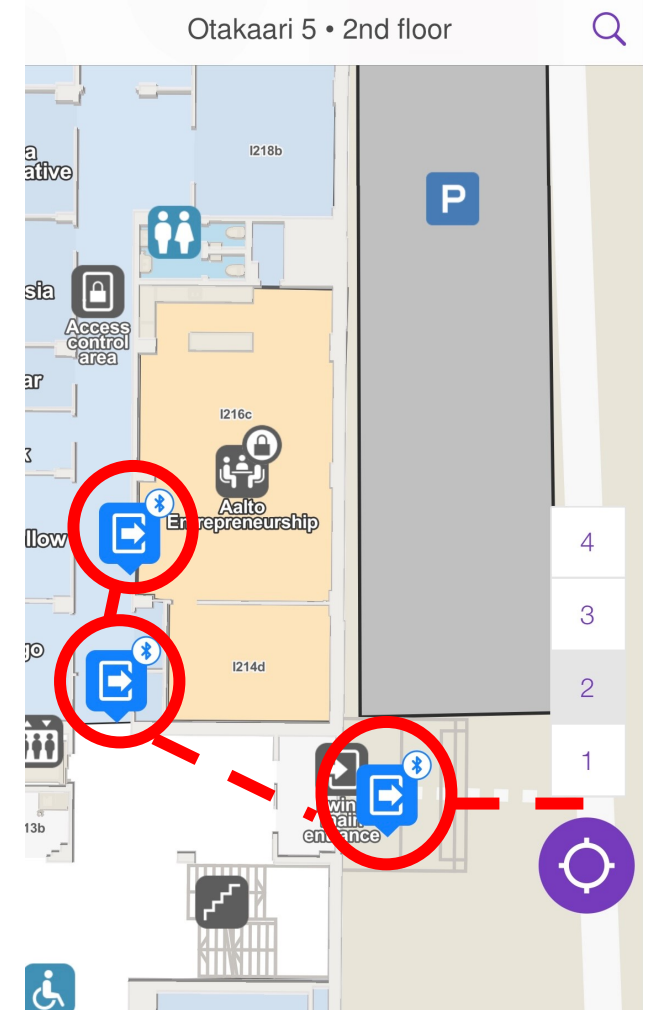 Otakaari 5 • 2nd floor
I218b
a
ative
P
sia
Access
control
area
ar
I216c
Aalto
Entrepreneurship
llow
4
3
I214d
2
1
entrance
13b